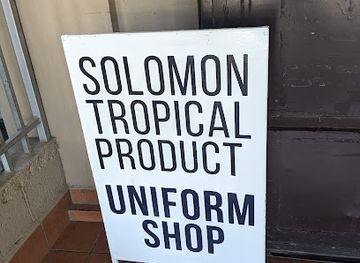 SOLOMON
TROPICAL
PRODUCT
UNIFORM
SHOP